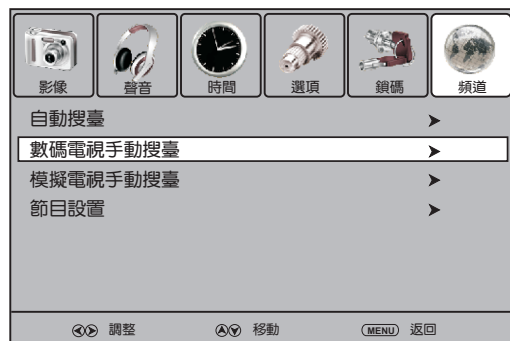 影像 聲音 時間 選項 鎖碼 頻道
自動搜臺
數碼電視手動搜臺
模擬電視手動搜臺
節目設置
調整 移動 MENU 返回